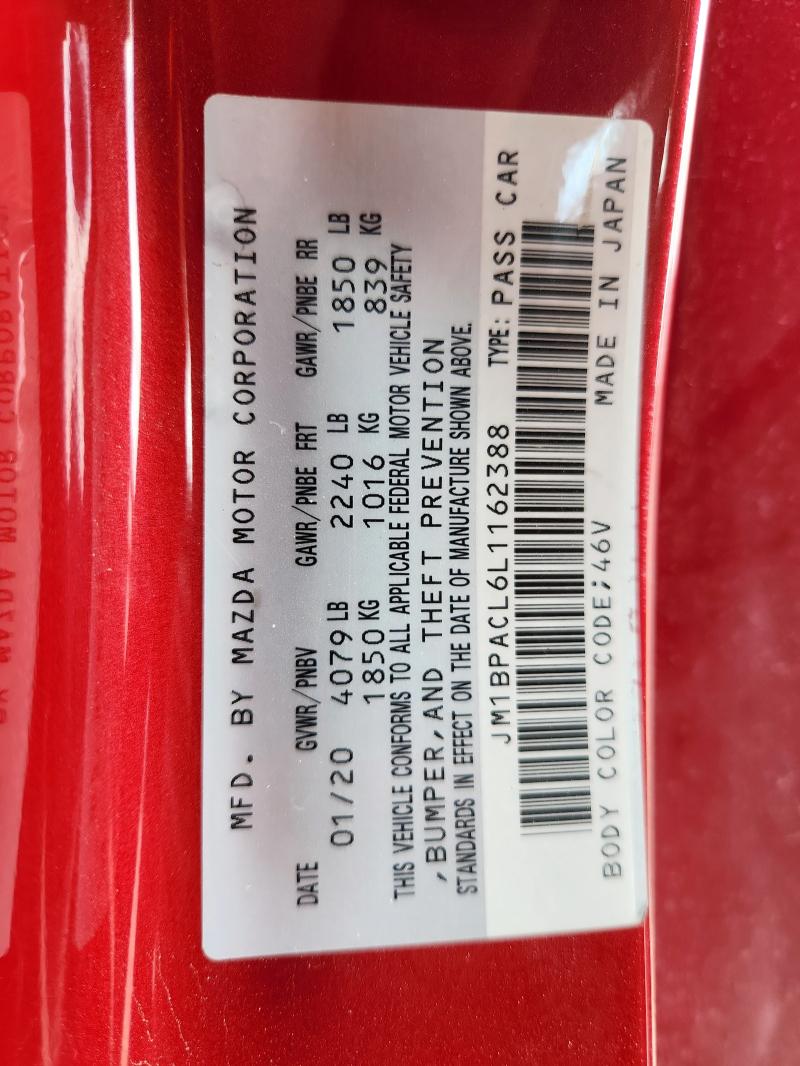 MFD. BY MAZDA MOTOR CORPORATION
DATE GVWR/PNBV GAWR/PNBE FRT GAWR/PNBE RR
01/20 4079 LB 2240 LB 1850 LB
1850 KG 1016 KG 839 KG
THIS VEHICLE CONFORMS TO ALL APPLICABLE FEDERAL MOTOR VEHICLE SAFETY
,BUMPER,AND THEFT PREVENTION
STANDARDS IN EFFECT ON THE DATE OF MANUFACTURE SHOWN ABOVE.
JM1BPACL6L1162388 TYPE: PASS CAR
BODY COLOR CODE;46V MADE IN JAPAN